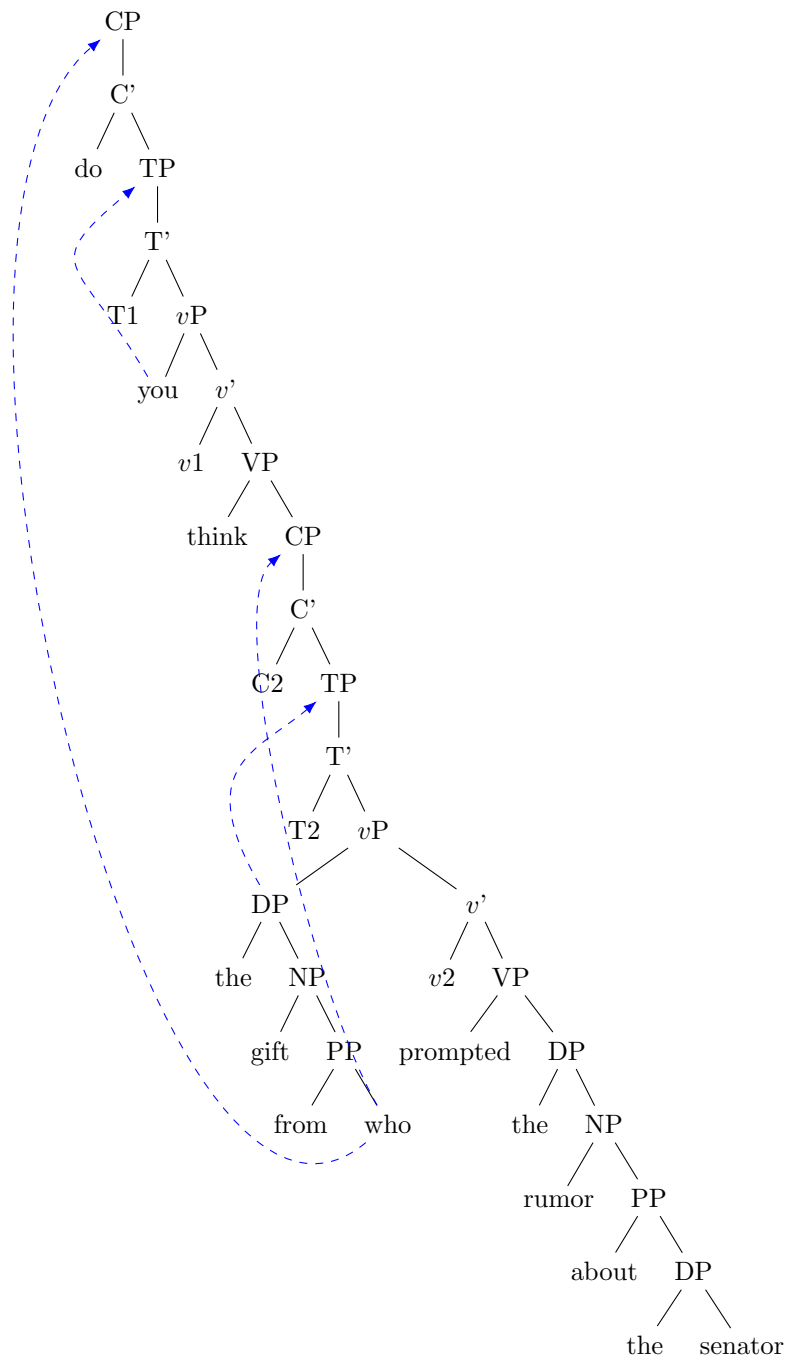 CP
C'
do TP
T'
T1 vP
you v'
v1 VP
think CP
C'
C2 TP
T'
T2 vP
DP v'
the NP v2 VP
gift PP prompted DP
from who the NP
rumor PP
about DP
the senator